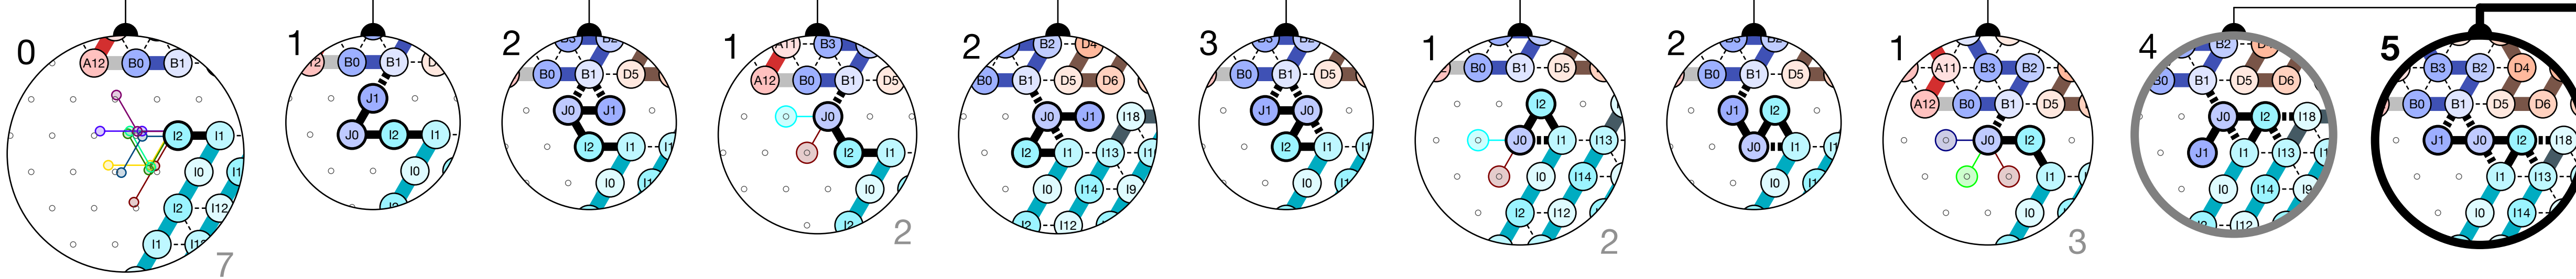 0 A12 B0 B1 I2 I1 I0 I2 I12 I1 7
1 B0 B1 J1 J0 I2 I1 I0
2 B0 B1 D5 J0 J1 I2 I1 I0
1 A11 B3 A12 B0 B1 D5 J0 I2 I1 I0 I2 2
2 B2 D4 B0 B1 D5 D6 J0 J1 I18 I2 I1 I13 I0 I14 I9 I2 I12
3 B0 B1 D5 J1 J0 I2 I1 I0
1 B0 B1 D5 I2 J0 I1 I13 I0 I14 I2 I12 2
2 B0 B1 D5 J1 I2 J0 I1 I0
1 A11 B3 B2 A12 B0 B1 D5 J0 I2 I1 I0 3
4 B2 B0 B1 D5 D6 J0 I2 I18 J1 I1 I13 I0 I14 I9 I12
5 B3 B2 D4 B0 B1 D5 D6 J1 J0 I2 I18 I1 I13 I0 I14